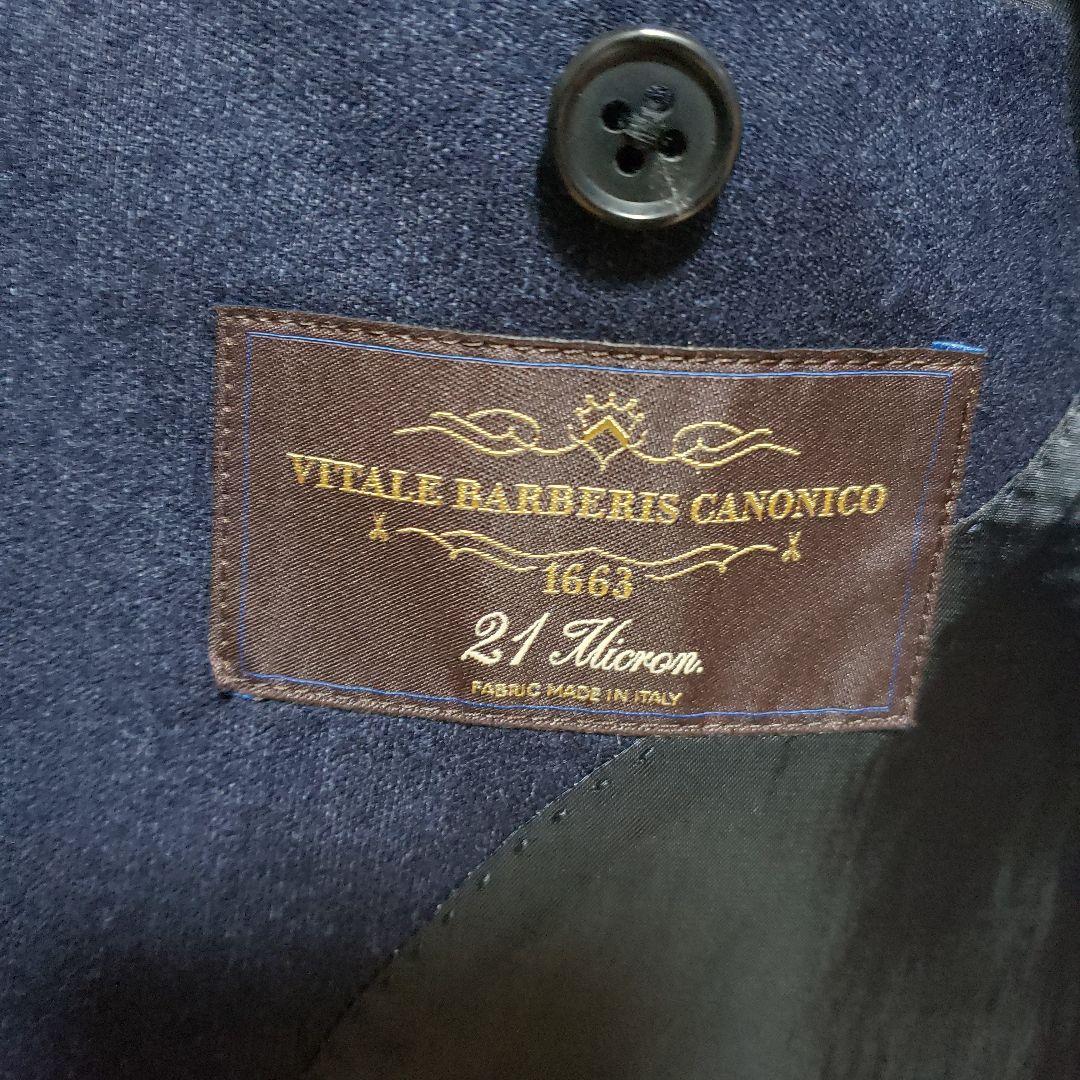 VITALE BARBERIS CANONICO
1663
21 Micron.
FABRIC MADE IN ITALY